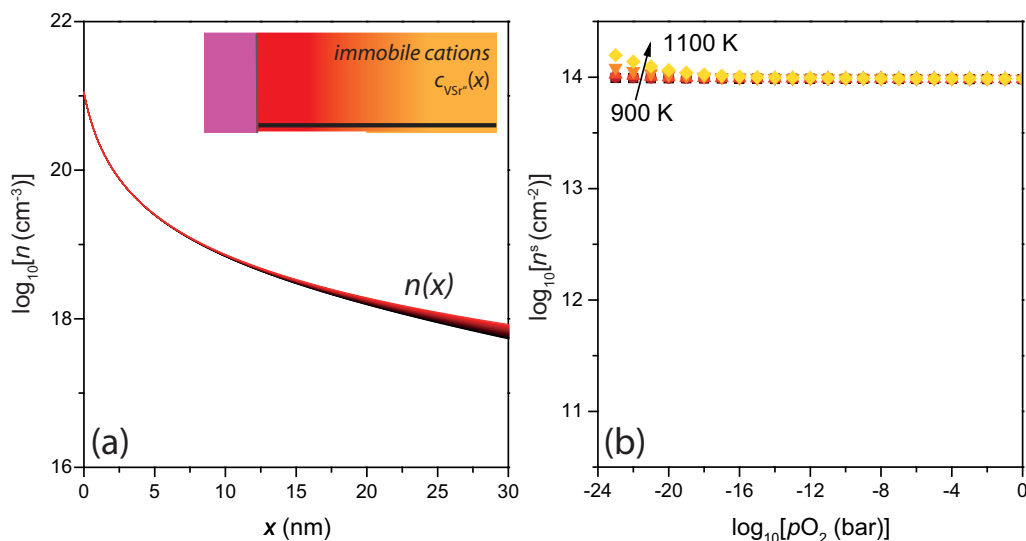 22
20
18
16
log10[n (cm-3)]
0
5
10
15
20
25
30
x (nm)
immobile cations
cVSr"(x)
n(x)
(a)
14
13
12
11
log10[ns (cm-2)]
-24
-20
-16
-12
-8
-4
0
log10[pO2 (bar)]
1100 K
900 K
(b)